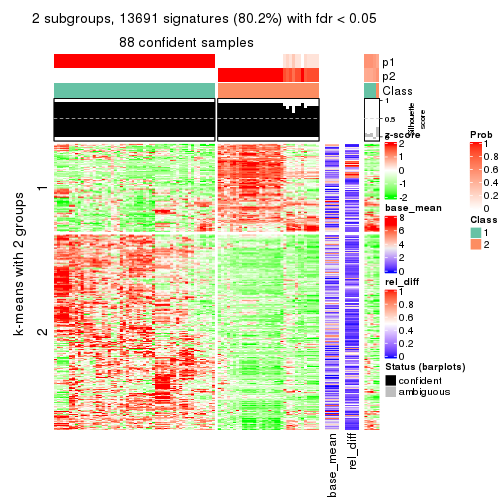 2 subgroups, 13691 signatures (80.2%) with fdr < 0.05
88 confident samples
p1
p2
Class
1
0.5
0
Silhouette
score
k-means with 2 groups
1
2
base_mean
rel_diff
z-score
2
1
0
-1
-2
base_mean
8
6
4
2
0
rel_diff
1
0.8
0.6
0.4
0.2
0
Status (barplots)
confident
ambiguous
Prob
1
0.8
0.6
0.4
0.2
0
Class
1
2